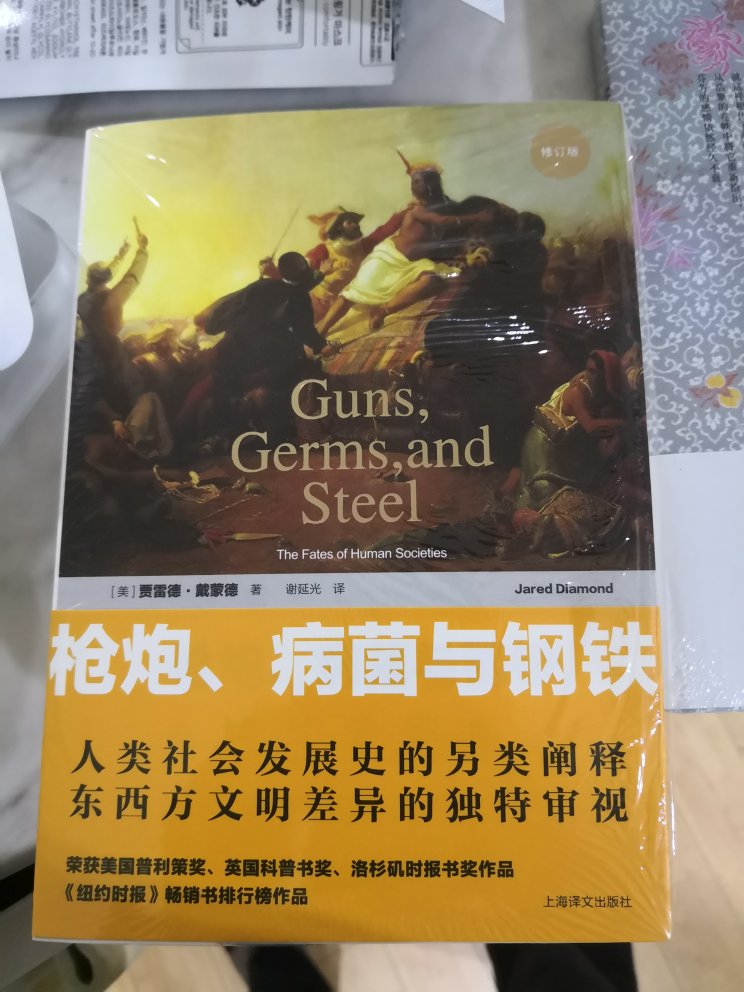 修订版
Guns,
Germs,and
Steel
The Fates of Human Societies
[美]贾雷德·戴蒙德 著 谢延光 译
Jared Diamond
枪炮、病菌与钢铁
人类社会发展史的另类阐释
东西方文明差异的独特审视
荣获美国普利策奖、英国科普书奖、洛杉矶时报书奖作品
《纽约时报》畅销书排行榜作品
上海译文出版社